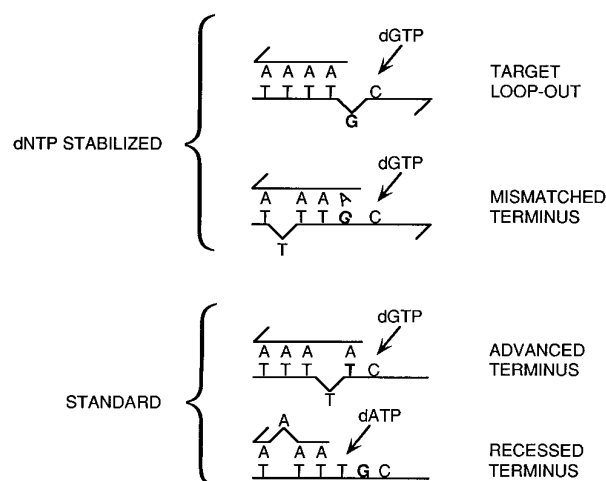 dGTP
A A A A
T T T T C
G
TARGET
LOOP-OUT
dNTP STABILIZED
dGTP
A A A A
T T T G C
T
MISMATCHED
TERMINUS
dGTP
A A A A
T T T T C
T
ADVANCED
TERMINUS
STANDARD
A
dATP
A A A
T T T T G C
RECESSED
TERMINUS